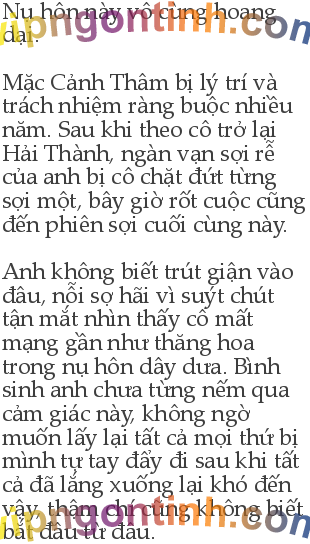 Nụ hôn này vô cùng hoang
dại.
Mặc Cảnh Thâm bị lý trí và
trách nhiệm ràng buộc nhiều
năm. Sau khi theo cô trở lại
Hải Thành, ngàn vạn sợi rễ
của anh bị cô chặt đứt từng
sợi một, bây giờ rốt cuộc cũng
đến phiên sợi cuối cùng này.
Anh không biết trút giận vào
đâu, nỗi sợ hãi vì suýt chút
tận mắt nhìn thấy cô mất
mạng gần như thăng hoa
trong nụ hôn dây dưa. Bình
sinh anh chưa từng nếm qua
cảm giác này, không ngờ
muốn lấy lại tất cả mọi thứ bị
mình tự tay đẩy đi sau khi tất
cả đã lắng xuống lại khó đến
vậy, thậm chí cũng không biết
bắt đầu từ đâu.
vipngontinh.com
vipngontinh.com